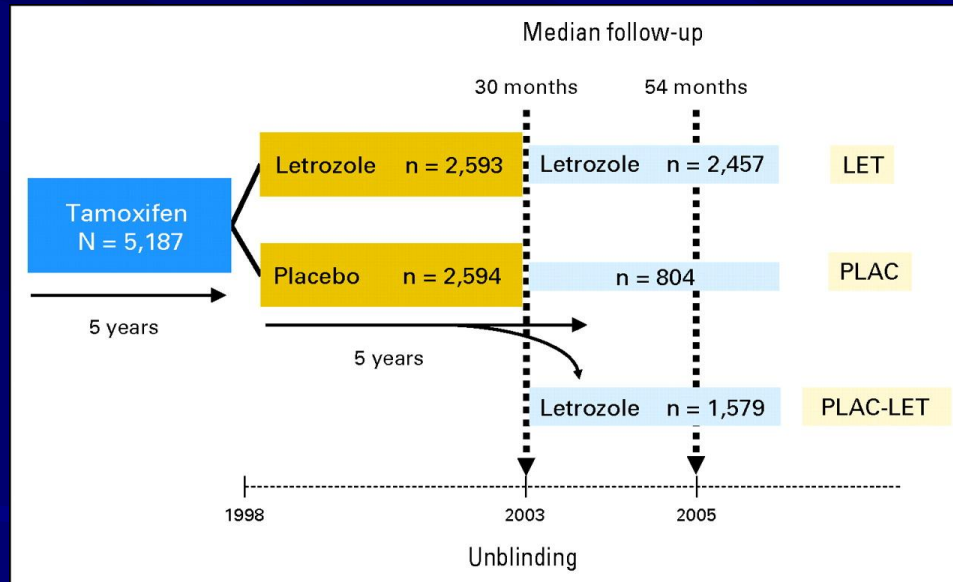 Median follow-up
30 months 54 months
Letrozole n = 2,593 Letrozole n = 2,457 LET
Tamoxifen
N = 5,187
Placebo n = 2,594 n = 804 PLAC
5 years
5 years
Letrozole n = 1,579 PLAC-LET
1998 2003 2005
Unblinding